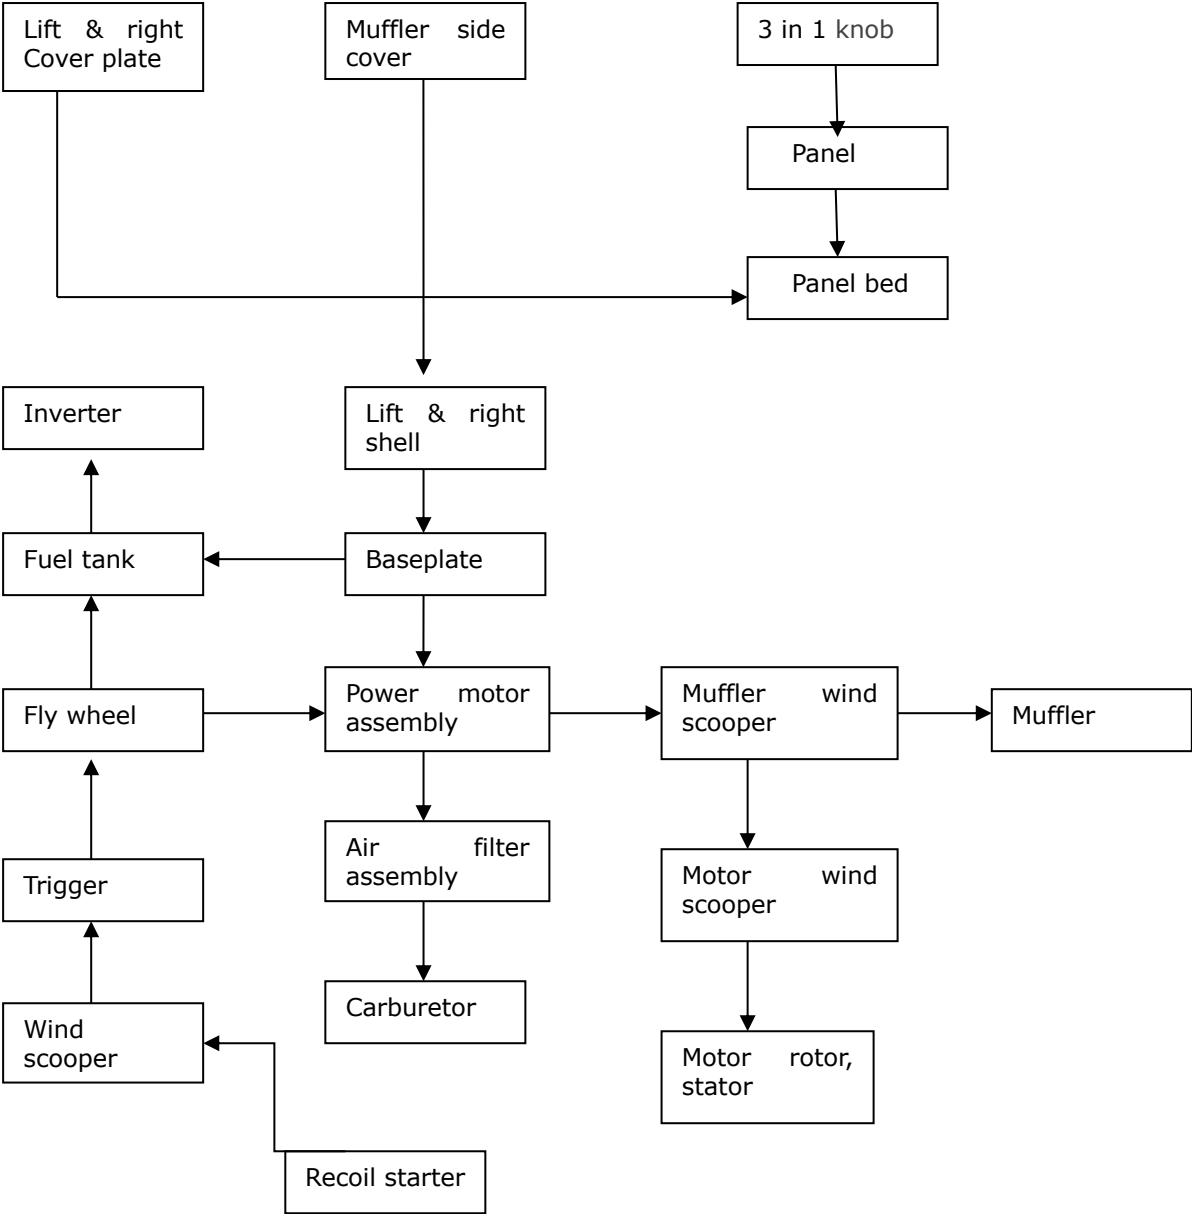 Lift & right
Cover plate
Muffler side
cover
3 in 1 knob
Panel
Panel bed
Inverter
Lift & right
shell
Fuel tank
Baseplate
Fly wheel
Power motor
assembly
Muffler wind
scooper
Muffler
Air filter
assembly
Trigger
Motor wind
scooper
Carburetor
Wind
scooper
Motor rotor,
stator
Recoil starter